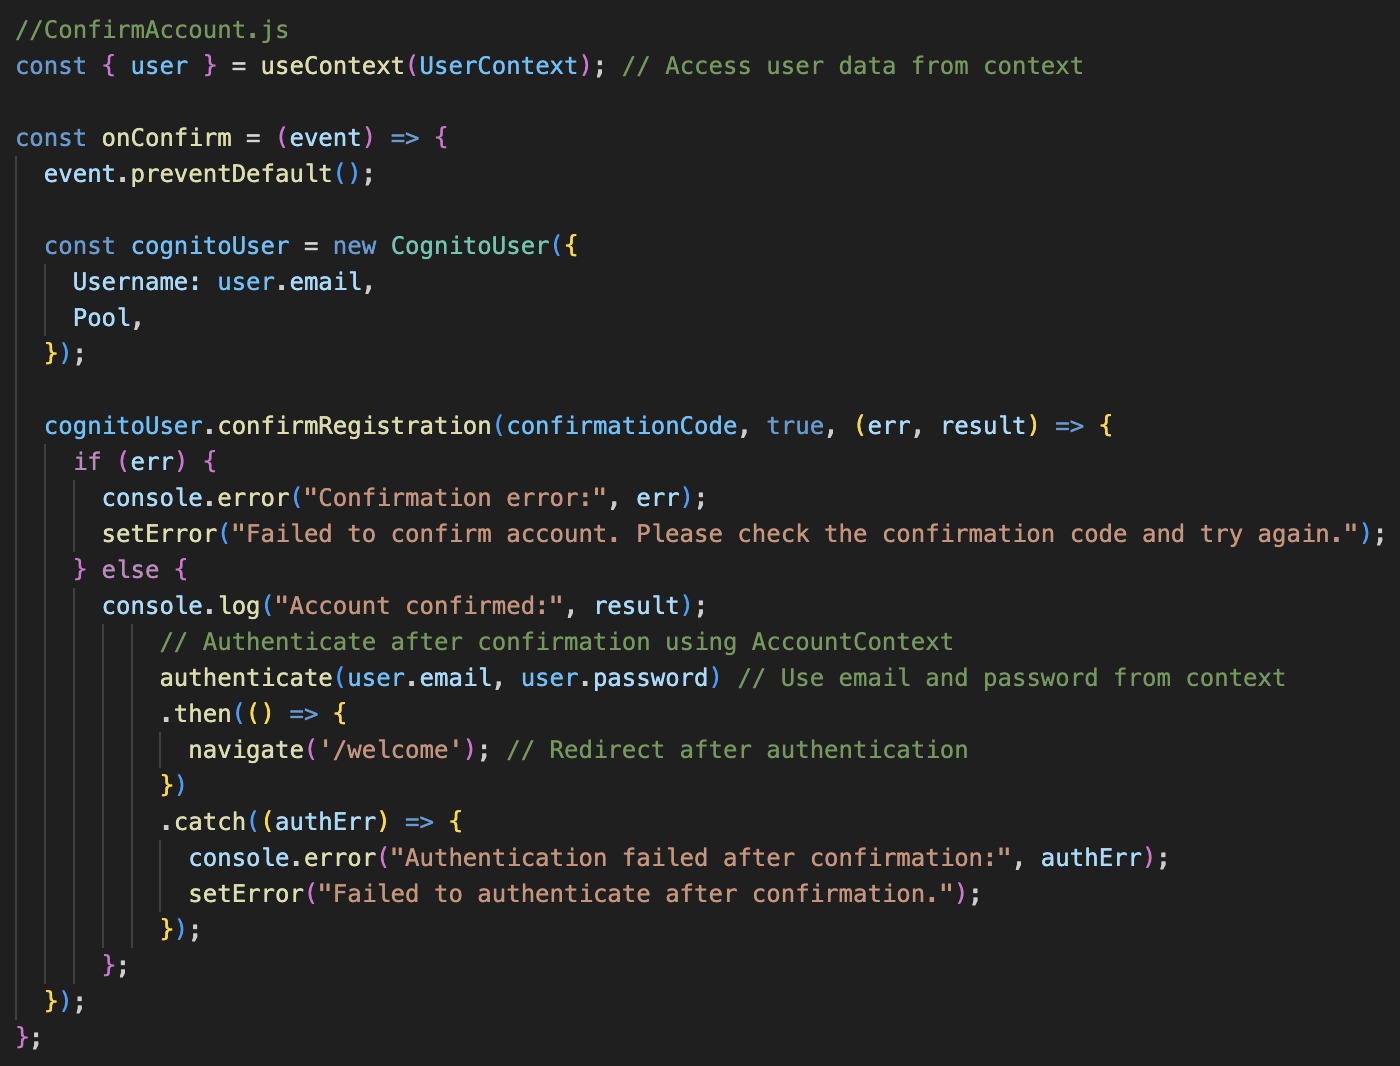 //ConfirmAccount.js
const { user } = useContext(UserContext); // Access user data from context
const onConfirm = (event) => {
event.preventDefault();
const cognitoUser = new CognitoUser({
Username: user.email,
Pool,
});
cognitoUser.confirmRegistration(confirmationCode, true, (err, result) => {
if (err) {
console.error("Confirmation error:", err);
setError("Failed to confirm account. Please check the confirmation code and try again.");
} else {
console.log("Account confirmed:", result);
// Authenticate after confirmation using AccountContext
authenticate(user.email, user.password) // Use email and password from context
.then(() => {
navigate('/welcome'); // Redirect after authentication
})
.catch((authErr) => {
console.error("Authentication failed after confirmation:", authErr);
setError("Failed to authenticate after confirmation.");
});
};
});
};